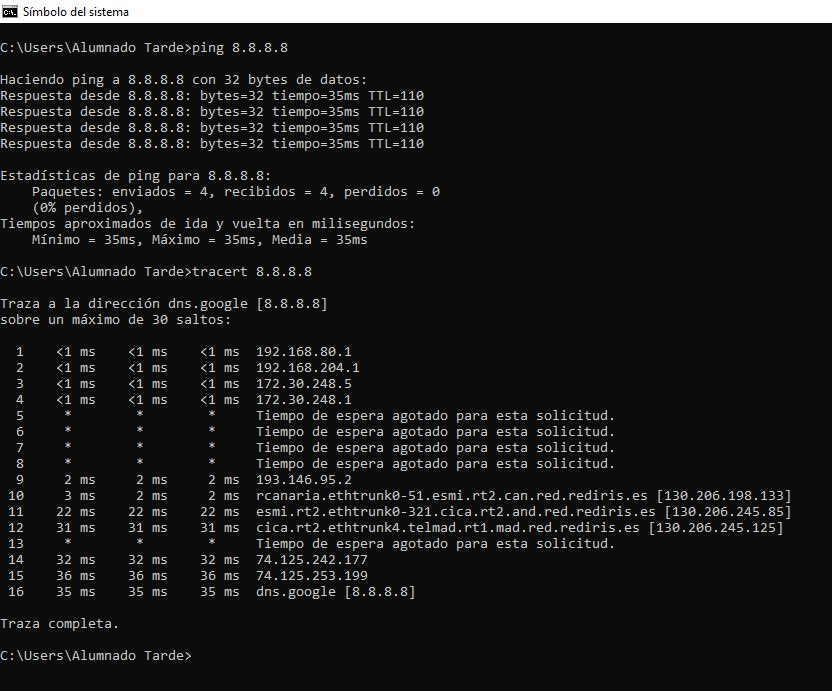 Símbolo del sistema
C:\Users\Alumnado Tarde>ping 8.8.8.8
Haciendo ping a 8.8.8.8 con 32 bytes de datos:
Respuesta desde 8.8.8.8: bytes=32 tiempo=35ms TTL=110
Respuesta desde 8.8.8.8: bytes=32 tiempo=35ms TTL=110
Respuesta desde 8.8.8.8: bytes=32 tiempo=35ms TTL=110
Respuesta desde 8.8.8.8: bytes=32 tiempo=35ms TTL=110
Estadísticas de ping para 8.8.8.8:
    Paquetes: enviados = 4, recibidos = 4, perdidos = 0
    (0% perdidos),
Tiempos aproximados de ida y vuelta en milisegundos:
    Mínimo = 35ms, Máximo = 35ms, Media = 35ms
C:\Users\Alumnado Tarde>tracert 8.8.8.8
Traza a la dirección dns.google [8.8.8.8]
sobre un máximo de 30 saltos:
  1    <1 ms    <1 ms    <1 ms  192.168.80.1
  2    <1 ms    <1 ms    <1 ms  192.168.204.1
  3    <1 ms    <1 ms    <1 ms  172.30.248.5
  4    <1 ms    <1 ms    <1 ms  172.30.248.1
  5     *        *        *     Tiempo de espera agotado para esta solicitud.
  6     *        *        *     Tiempo de espera agotado para esta solicitud.
  7     *        *        *     Tiempo de espera agotado para esta solicitud.
  8     *        *        *     Tiempo de espera agotado para esta solicitud.
  9     2 ms     2 ms     2 ms  193.146.95.2
 10     3 ms     2 ms     2 ms  rcanaria.ethtrunk0-51.esmi.rt2.can.red.rediris.es [130.206.198.133]
 11    22 ms    22 ms    22 ms  esmi.rt2.ethtrunk0-321.cica.rt2.and.red.rediris.es [130.206.245.85]
 12    31 ms    31 ms    31 ms  cica.rt2.ethtrunk4.telmad.rt1.mad.red.rediris.es [130.206.245.125]
 13     *        *        *     Tiempo de espera agotado para esta solicitud.
 14    32 ms    32 ms    32 ms  74.125.242.177
 15    36 ms    36 ms    36 ms  74.125.253.199
 16    35 ms    35 ms    35 ms  dns.google [8.8.8.8]
Traza completa.
C:\Users\Alumnado Tarde>